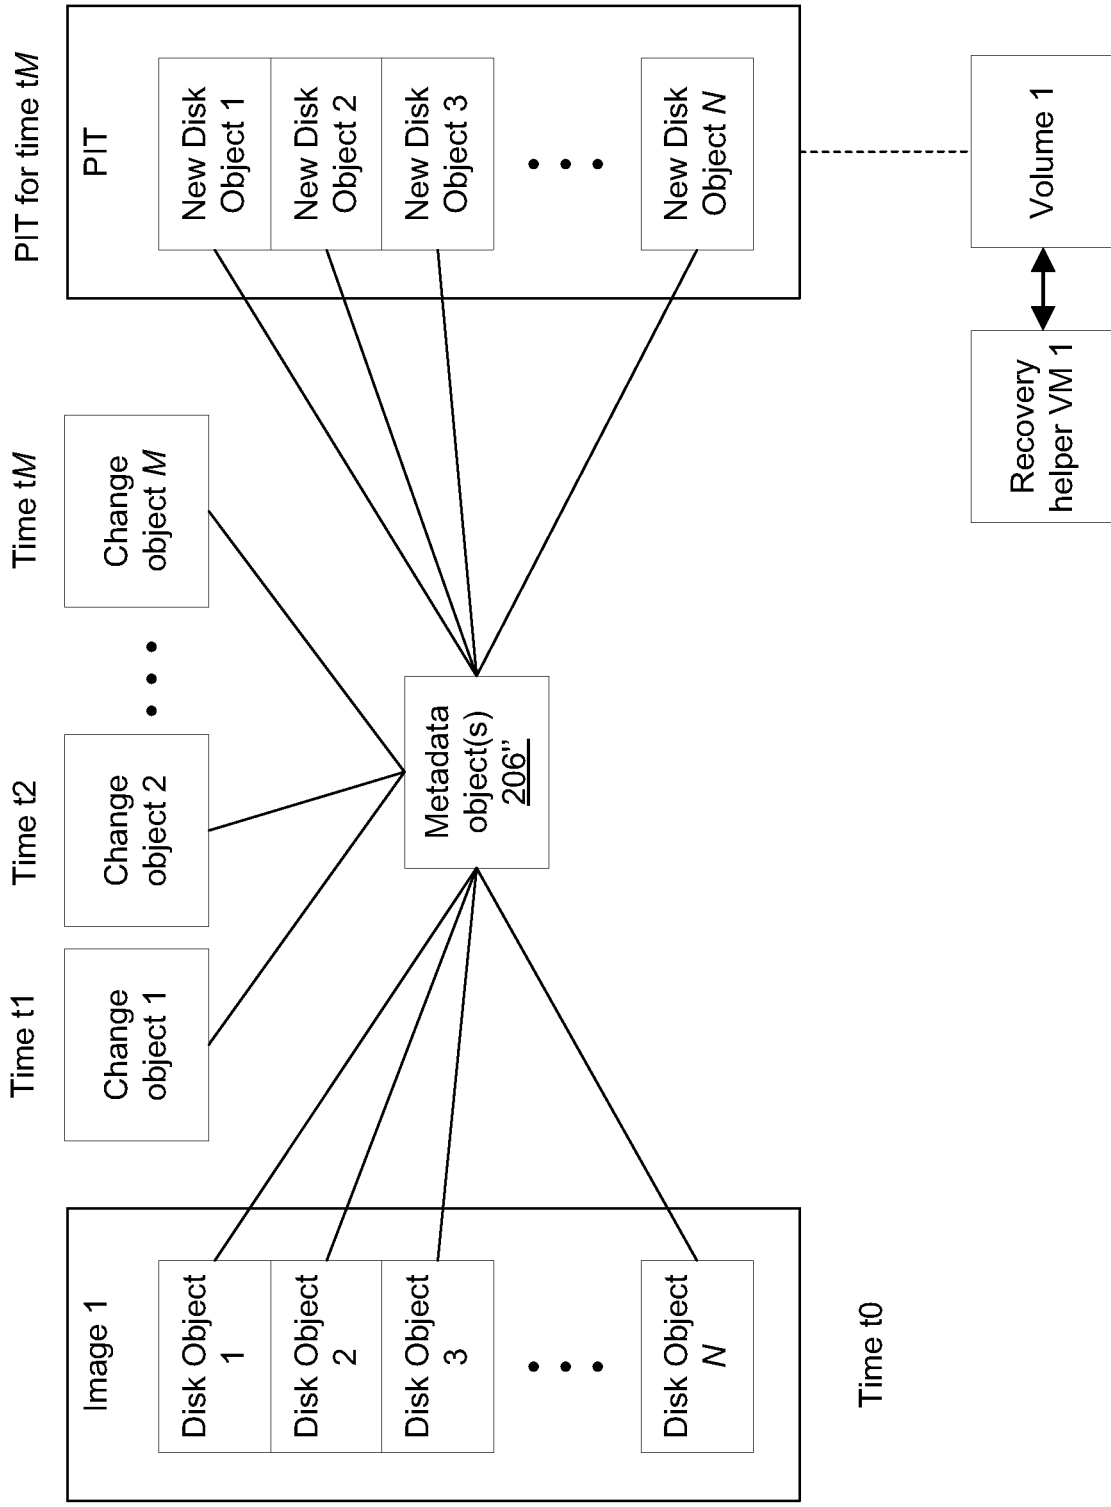 Image 1
Disk Object
1
Disk Object
2
Disk Object
3
Disk Object
N
Time t0
Time t1
Change
object 1
Time t2
Change
object 2
Time tM
Change
object M
Metadata
object(s)
206"
PIT for time tM
PIT
New Disk
Object 1
New Disk
Object 2
New Disk
Object 3
New Disk
Object N
Recovery
helper VM 1
Volume 1